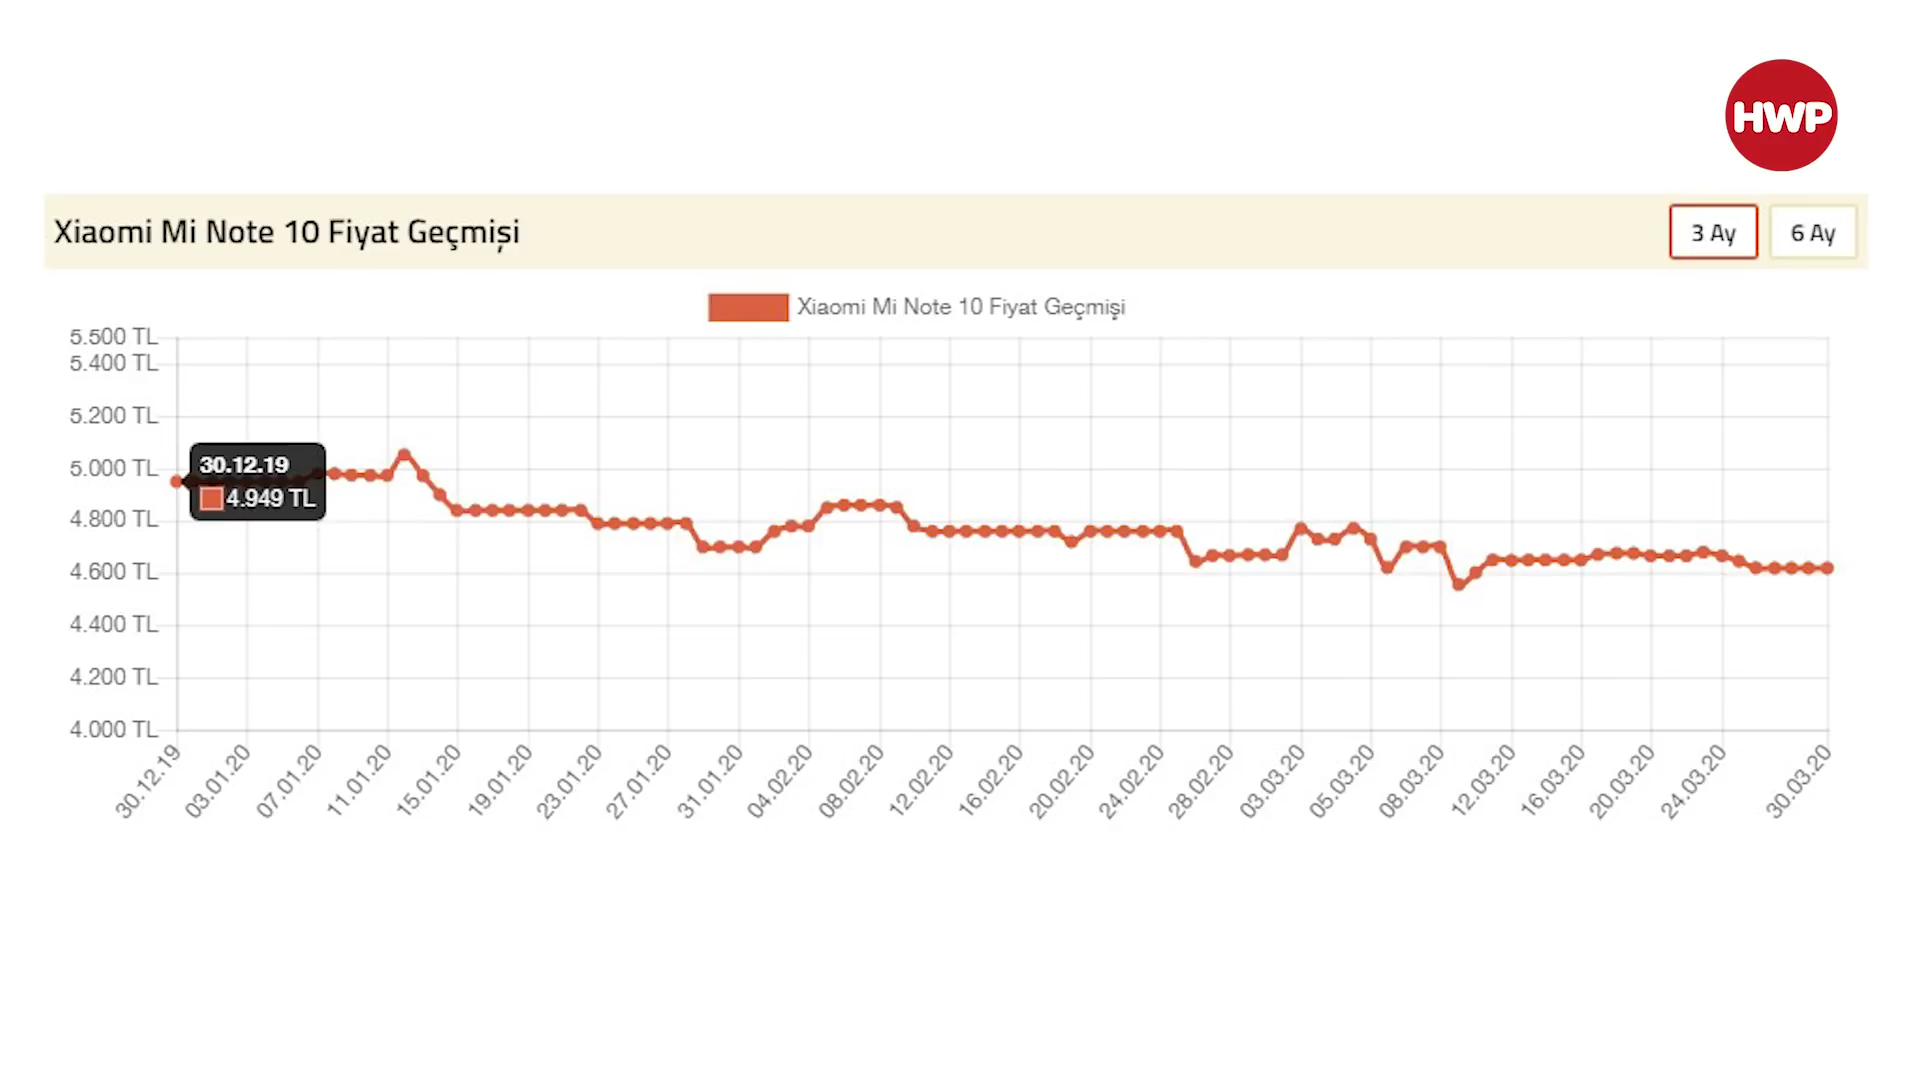 HWP
Xiaomi Mi Note 10 Fiyat Geçmişi
3 Ay
6 Ay
Xiaomi Mi Note 10 Fiyat Geçmişi
5.500 TL
5.400 TL
5.200 TL
5.000 TL
4.800 TL
4.600 TL
4.400 TL
4.200 TL
4.000 TL
30.12.19
4.949 TL
30.12.19
03.01.20
07.01.20
11.01.20
15.01.20
19.01.20
23.01.20
27.01.20
31.01.20
04.02.20
08.02.20
12.02.20
16.02.20
20.02.20
24.02.20
28.02.20
03.03.20
05.03.20
08.03.20
12.03.20
16.03.20
20.03.20
24.03.20
30.03.20